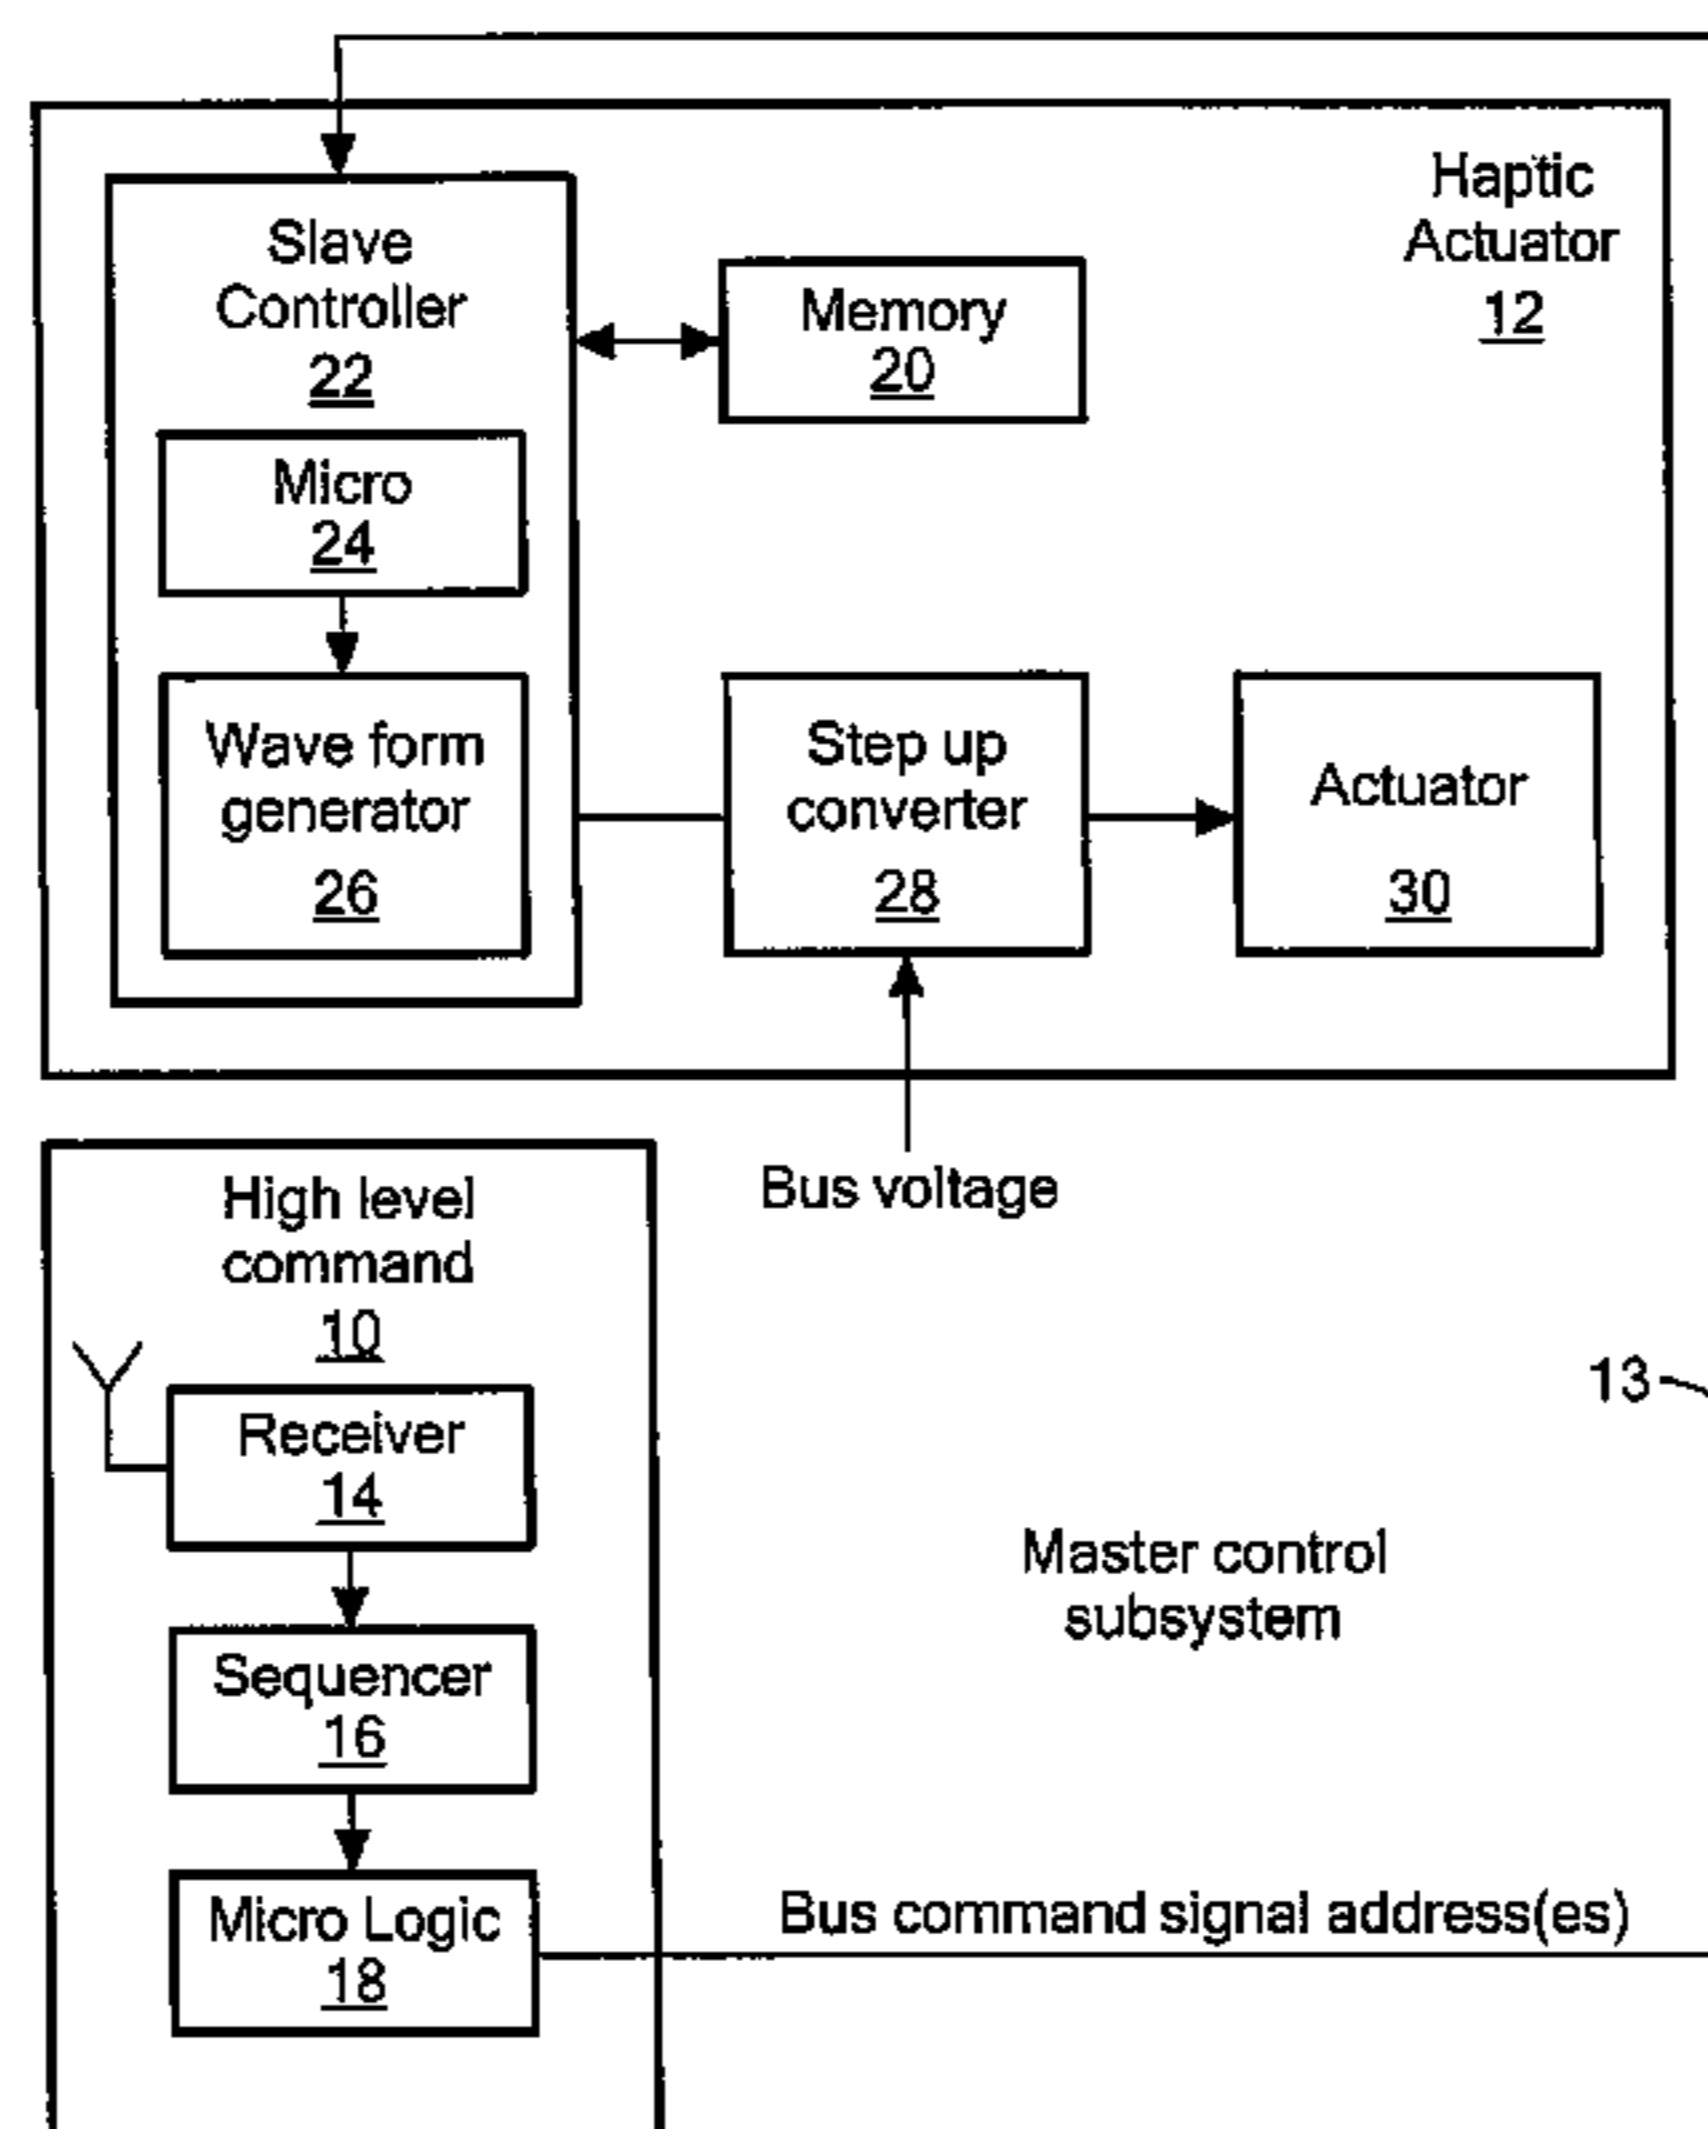 Haptic
Actuator
12
Slave
Controller
22
Memory
20
Micro
24
Wave form
generator
26
Step up
converter
28
Actuator
30
Bus voltage
High level
command
10
13
Receiver
14
Master control
subsystem
Sequencer
16
Micro Logic
18
Bus command signal address(es)